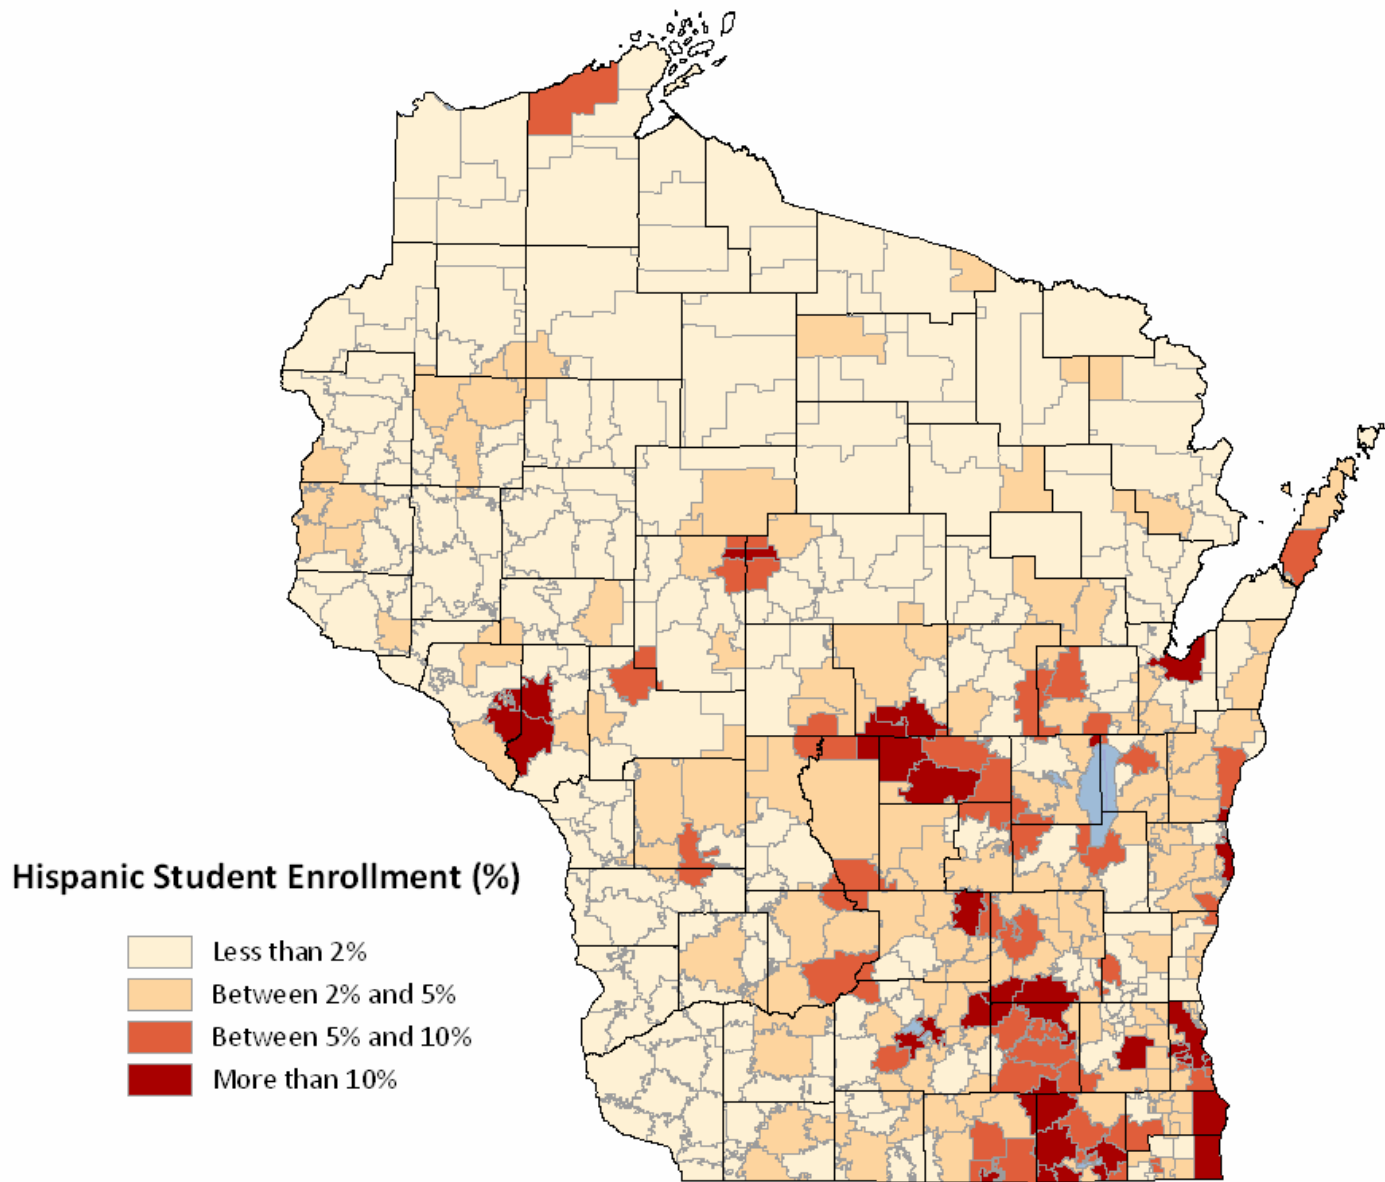 Hispanic Student Enrollment (%)
Less than 2%
Between 2% and 5%
Between 5% and 10%
More than 10%